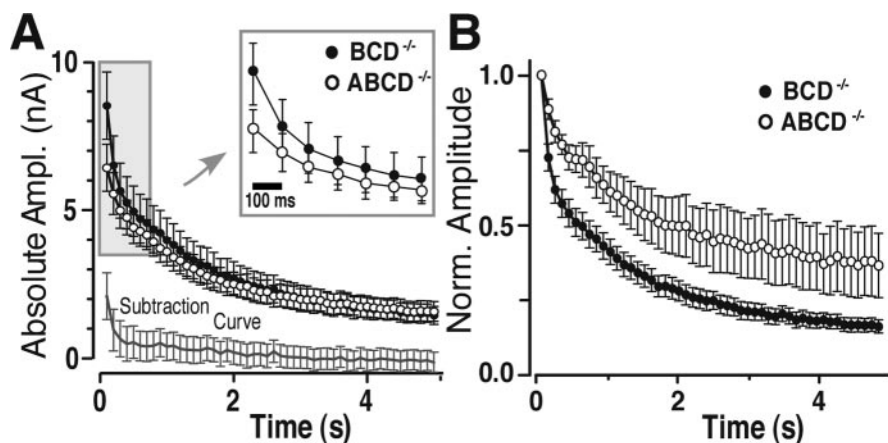 A
Absolute Ampl. (nA)
10
5
0
BCD -/-
ABCD -/-
100 ms
Subtraction
Curve
0
2
4
Time (s)
B
Norm. Amplitude
1.0
0.5
0.0
BCD -/-
ABCD -/-
0
2
4
Time (s)